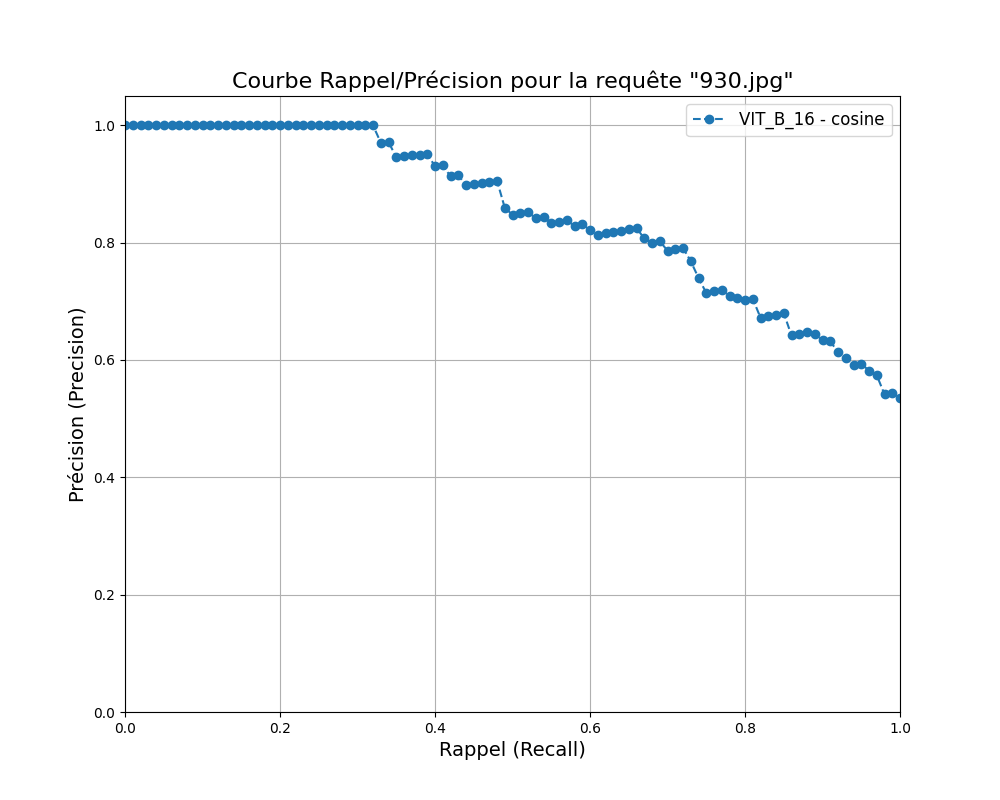 Courbe Rappel/Précision pour la requête "930.jpg"
VIT_B_16 - cosine
1.0
0.8
0.6
0.4
0.2
0.0
Précision (Precision)
0.0 0.2 0.4 0.6 0.8 1.0
Rappel (Recall)